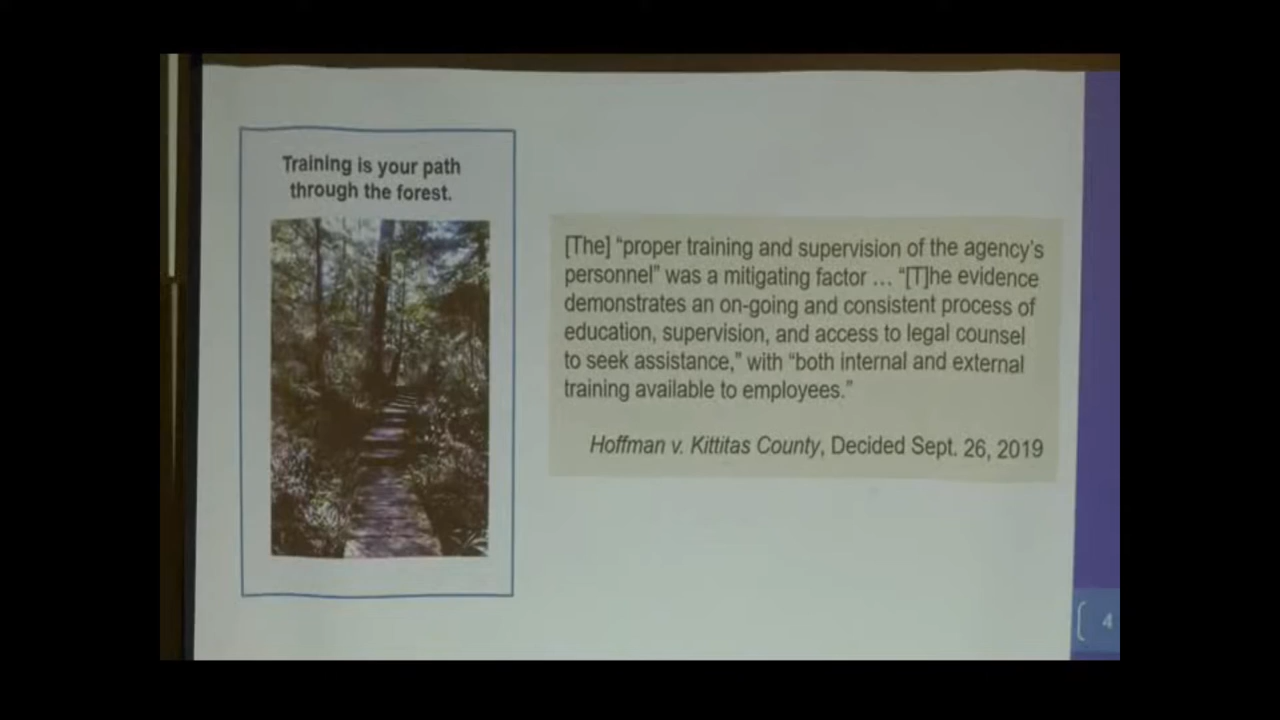 Training is your path
through the forest.
[The] “proper training and supervision of the agency’s
personnel” was a mitigating factor … “[T]he evidence
demonstrates an on-going and consistent process of
education, supervision, and access to legal counsel
to seek assistance,” with “both internal and external
training available to employees.”
Hoffman v. Kittitas County, Decided Sept. 26, 2019
4